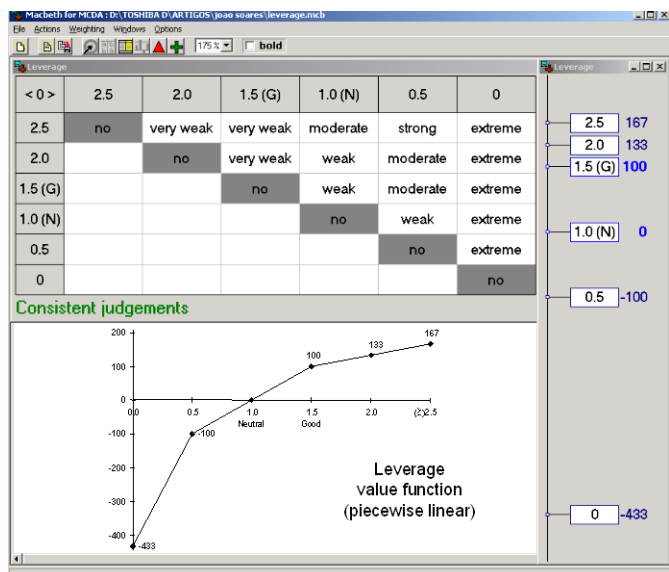 Macbeth for MCDA : D:\TOSHIBA D\ARTIGOS\joao soares\leverage.mcb
File Actions Weighting Windows Options
175 % bold
Leverage
< 0 > 2.5 2.0 1.5 (G) 1.0 (N) 0.5 0
2.5 no very weak very weak moderate strong extreme
2.0 no very weak weak moderate extreme
1.5 (G) no weak moderate extreme
1.0 (N) no weak extreme
0.5 no extreme
0 no
Consistent judgements
200
167
133
100
100
0
0.0 0.5 1.0 1.5 2.0 (2)2.5
Neutral Good
-100
-100
-200
-300
-400
-433
Leverage
value function
(piecewise linear)
Leverage
2.5 167
2.0 133
1.5 (G) 100
1.0 (N) 0
0.5 -100
0 -433